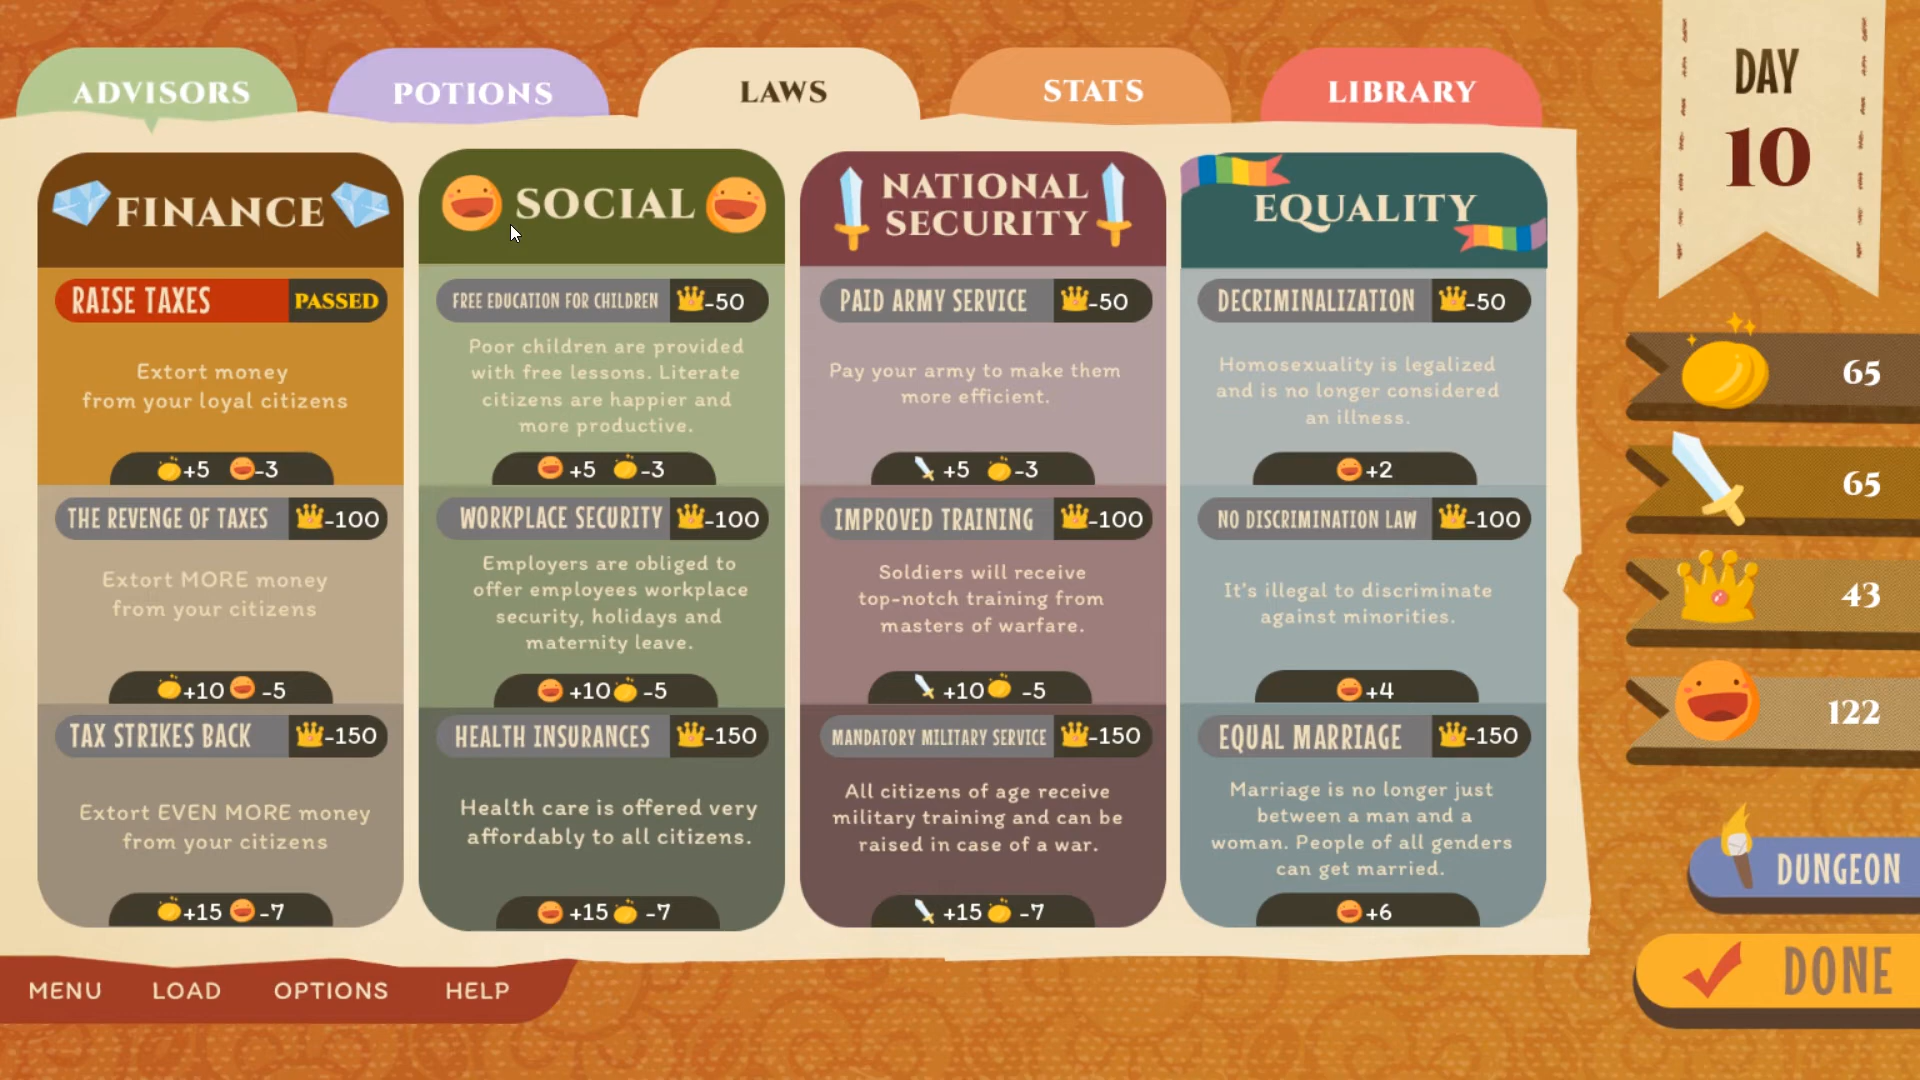 ADVISORS
POTIONS
LAWS
STATS
LIBRARY
DAY
10
FINANCE
RAISE TAXES
PASSED
Extort money
from your loyal citizens
+5 -3
THE REVENGE OF TAXES
-100
Extort MORE money
from your citizens
+10 -5
TAX STRIKES BACK
-150
Extort EVEN MORE money
from your citizens
+15 -7
SOCIAL
FREE EDUCATION FOR CHILDREN
-50
Poor children are provided
with free lessons. Literate
citizens are happier and
more productive.
+5 -3
WORKPLACE SECURITY
-100
Employers are obliged to
offer employees workplace
security, holidays and
maternity leave.
+10 -5
HEALTH INSURANCES
-150
Health care is offered very
affordably to all citizens.
+15 -7
NATIONAL
SECURITY
PAID ARMY SERVICE
-50
Pay your army to make them
more efficient.
+5 -3
IMPROVED TRAINING
-100
Soldiers will receive
top-notch training from
masters of warfare.
+10 -5
MANDATORY MILITARY SERVICE
-150
All citizens of age receive
military training and can be
raised in case of a war.
+15 -7
EQUALITY
DECRIMINALIZATION
-50
Homosexuality is legalized
and is no longer considered
an illness.
+2
NO DISCRIMINATION LAW
-100
It's illegal to discriminate
against minorities.
+4
EQUAL MARRIAGE
-150
Marriage is no longer just
between a man and a
woman. People of all genders
can get married.
+6
65
65
43
122
DUNGEON
DONE
MENU
LOAD
OPTIONS
HELP